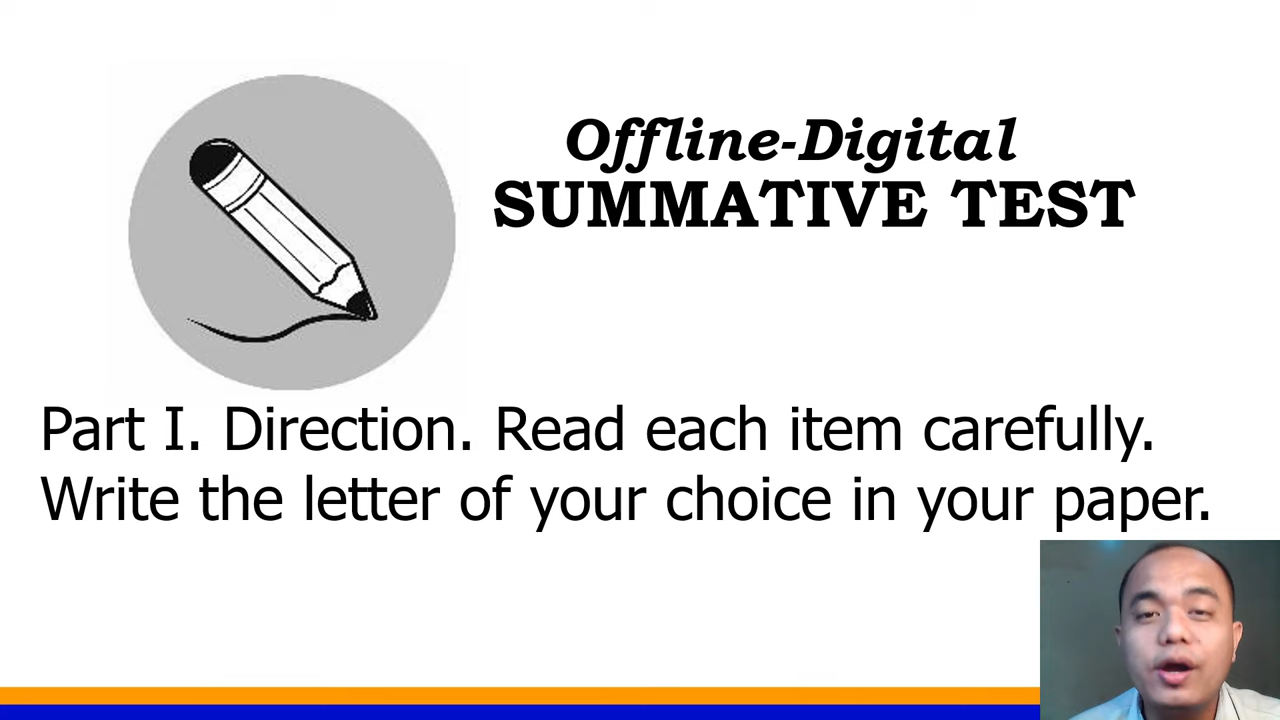 Offline-Digital
SUMMATIVE TEST
Part I. Direction. Read each item carefully.
Write the letter of your choice in your paper.